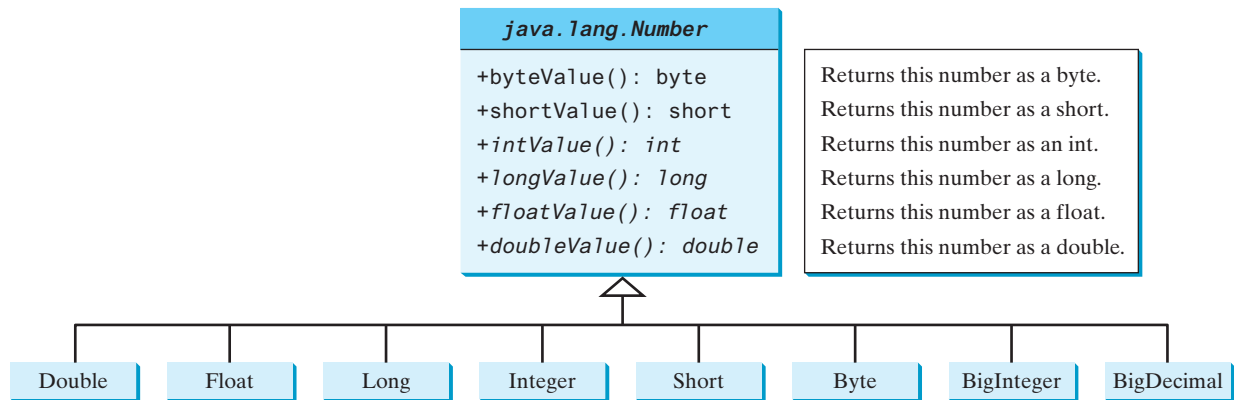 java.lang.Number
+byteValue(): byte
+shortValue(): short
+intValue(): int
+longValue(): long
+floatValue(): float
+doubleValue(): double
Returns this number as a byte.
Returns this number as a short.
Returns this number as an int.
Returns this number as a long.
Returns this number as a float.
Returns this number as a double.
Double
Float
Long
Integer
Short
Byte
BigInteger
BigDecimal